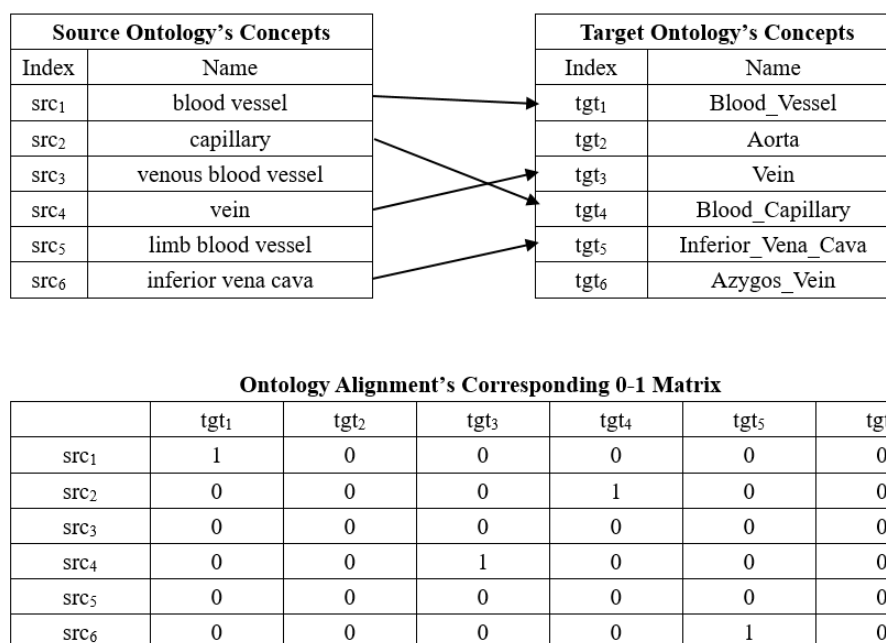 Source Ontology's Concepts Target Ontology's Concepts
Index Name Index Name
src₁ blood vessel tgt₁ Blood_Vessel
src₂ capillary tgt₂ Aorta
src₃ venous blood vessel tgt₃ Vein
src₄ vein tgt₄ Blood_Capillary
src₅ limb blood vessel tgt₅ Inferior_Vena_Cava
src₆ inferior vena cava tgt₆ Azygos_Vein
Ontology Alignment's Corresponding 0-1 Matrix
tgt₁ tgt₂ tgt₃ tgt₄ tgt₅ tg
src₁ 1 0 0 0 0 0
src₂ 0 0 0 1 0 0
src₃ 0 0 0 0 0 0
src₄ 0 0 1 0 0 0
src₅ 0 0 0 0 0 0
src₆ 0 0 0 0 1 0